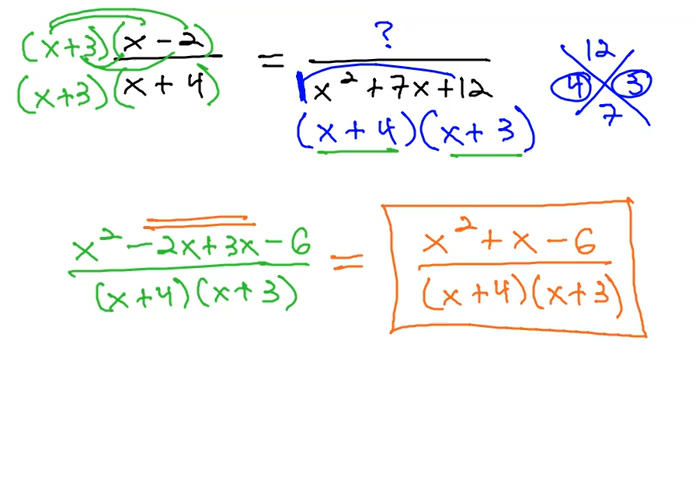 (x+3)(x − 2) / (x+3)(x + 4) = ? / x² + 7x + 12
(x + 4)(x + 3)
12
4 3
7
x² − 2x + 3x − 6 / (x+4)(x+3) = x² + x − 6 / (x+4)(x+3)